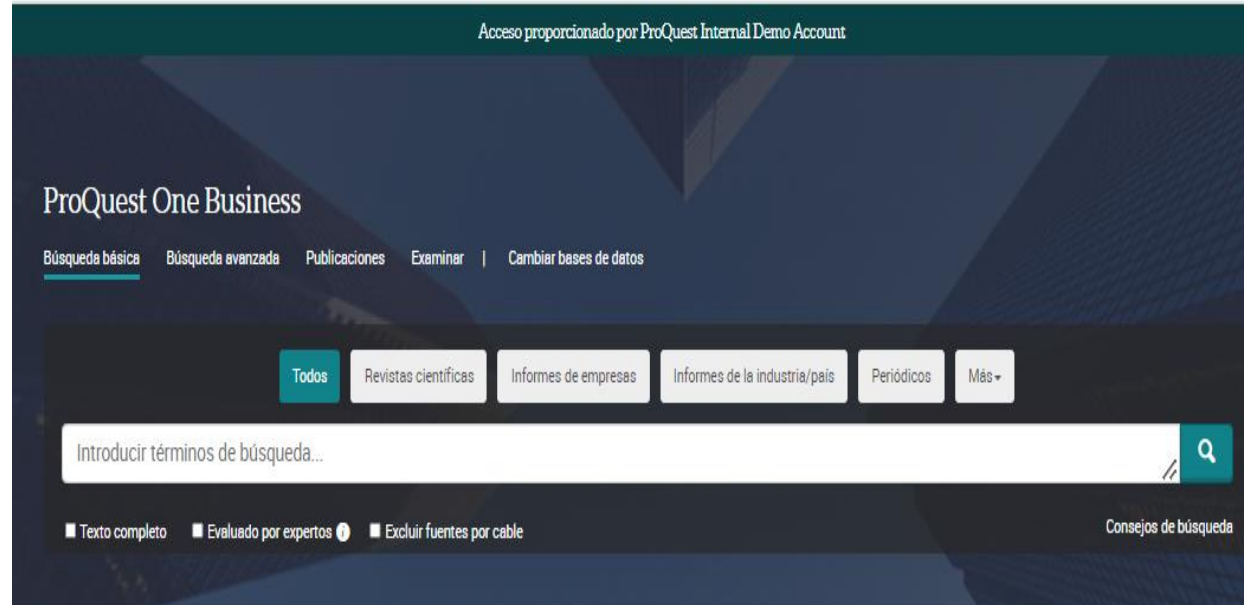 Acceso proporcionado por ProQuest Internal Demo Account
ProQuest One Business
Búsqueda básica Búsqueda avanzada Publicaciones Examinar | Cambiar bases de datos
Todos Revistas científicas Informes de empresas Informes de la industria/país Periódicos Más
Introducir términos de búsqueda...
Texto completo Evaluado por expertos i Excluir fuentes por cable Consejos de búsqueda